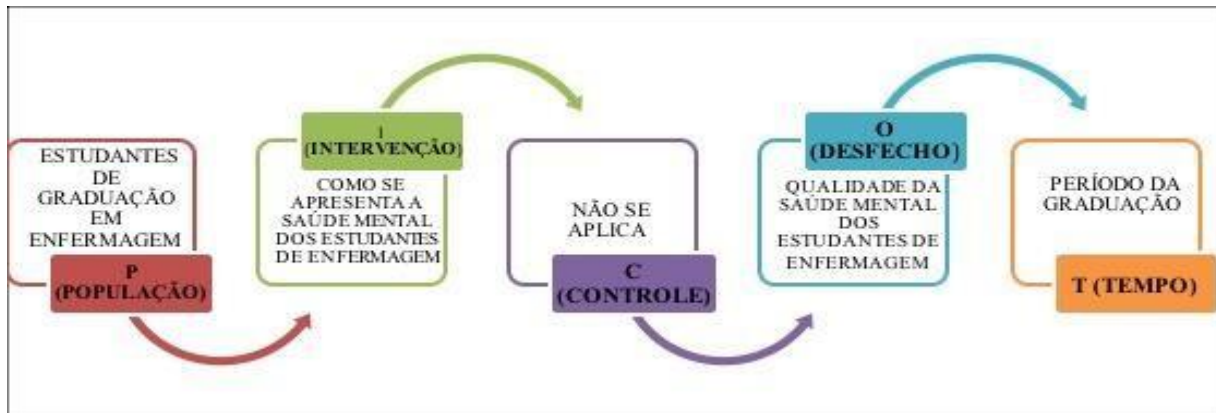 ESTUDANTES
DE
GRADUAÇÃO
EM
ENFERMAGEM
P
(POPULAÇÃO)
I
(INTERVENÇÃO)
COMO SE
APRESENTA A
SAÚDE MENTAL
DOS ESTUDANTES
DE ENFERMAGEM
NÃO SE
APLICA
C
(CONTROLE)
O
(DESFECHO)
QUALIDADE DA
SAÚDE MENTAL
DOS
ESTUDANTES DE
ENFERMAGEM
PERÍODO DA
GRADUAÇÃO
T (TEMPO)